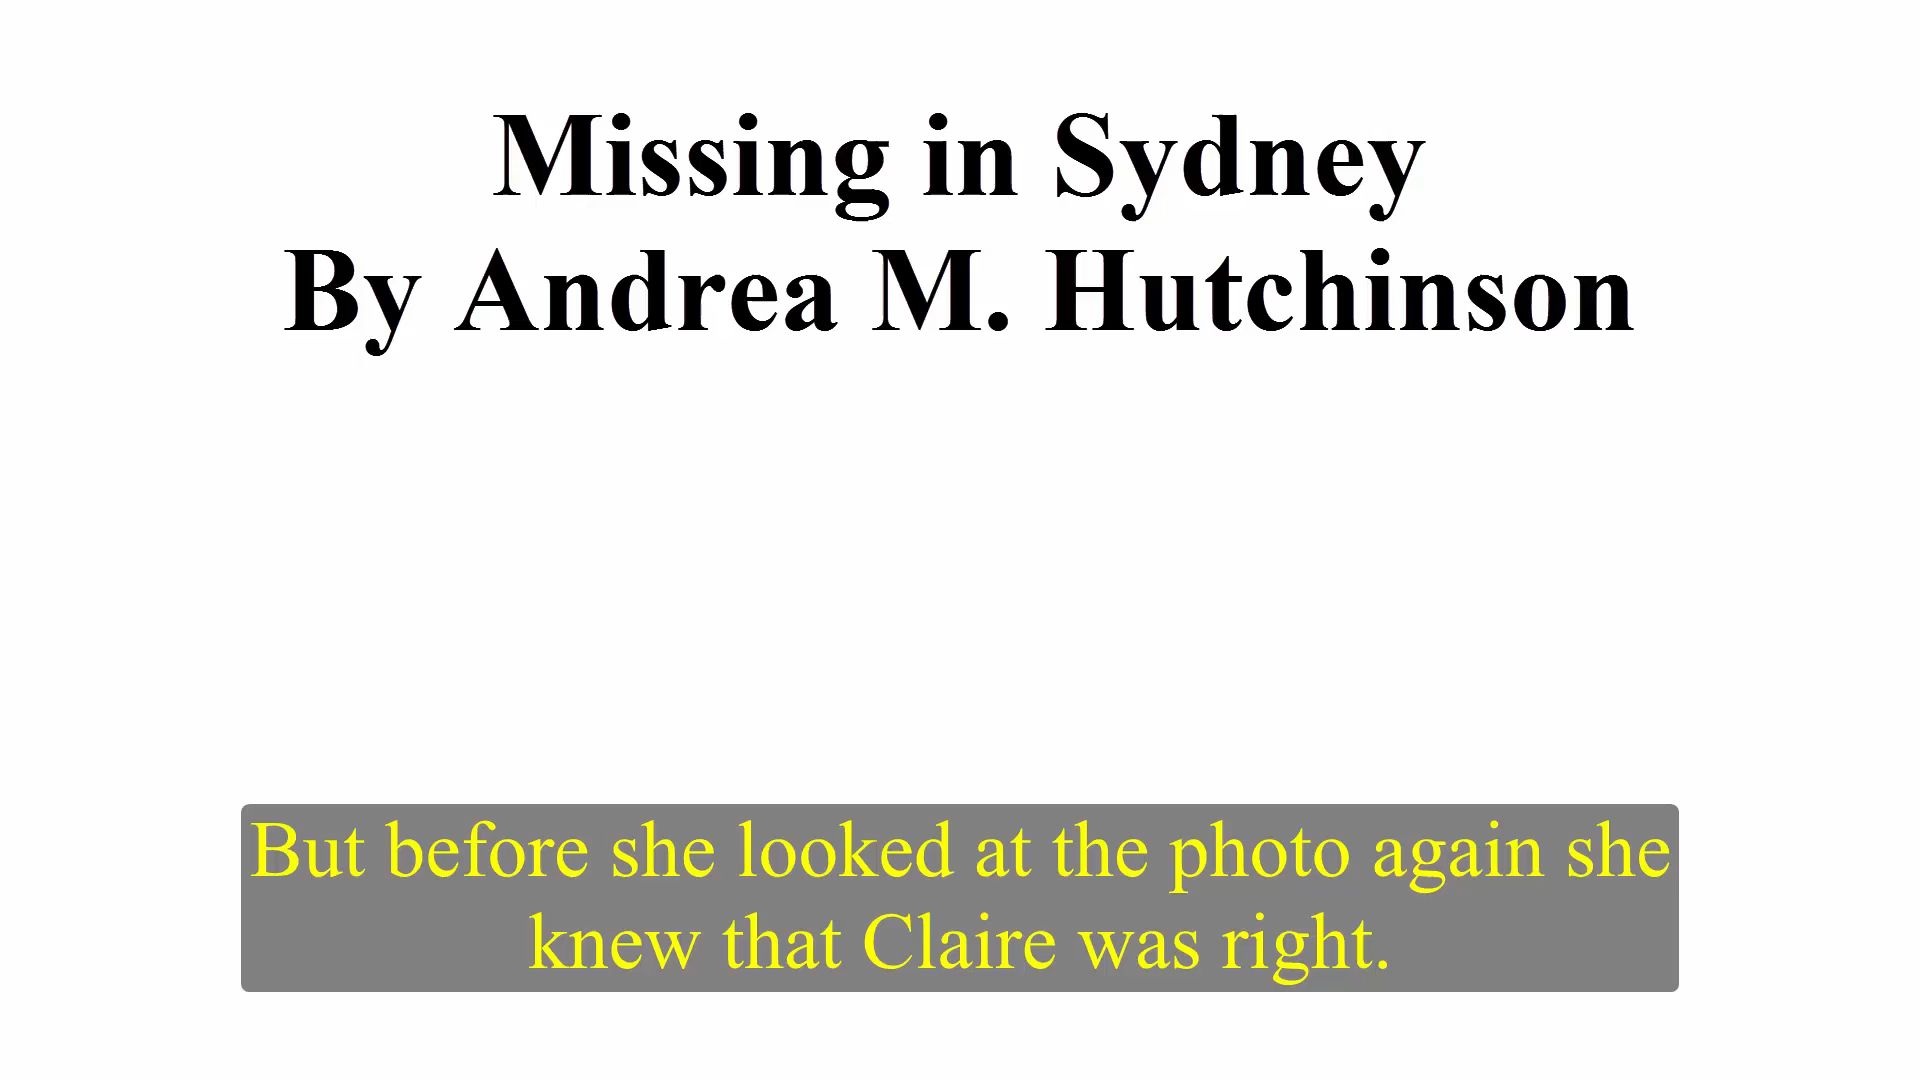 Missing in Sydney
By Andrea M. Hutchinson
But before she looked at the photo again she
knew that Claire was right.